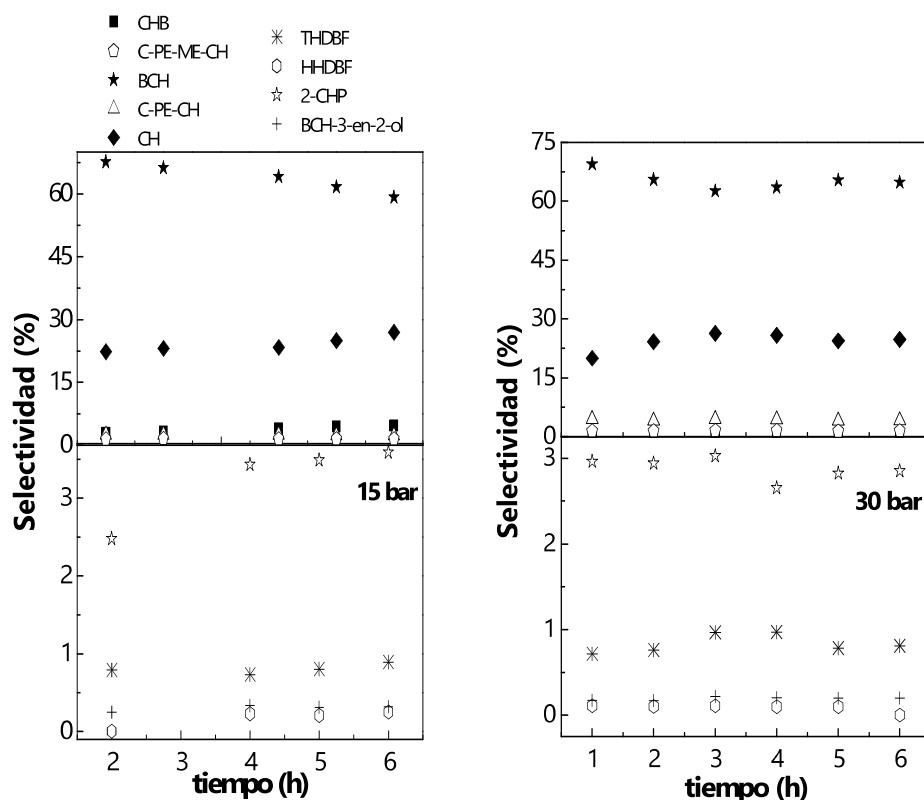 CHB
C-PE-ME-CH
BCH
C-PE-CH
CH
THDBF
HHDBF
2-CHP
BCH-3-en-2-ol
Selectividad (%)
60
45
30
15
0
3
2
1
0
15 bar
2 3 4 5 6
tiempo (h)
Selectividad (%)
75
60
45
30
15
0
3
2
1
0
30 bar
1 2 3 4 5 6
tiempo (h)